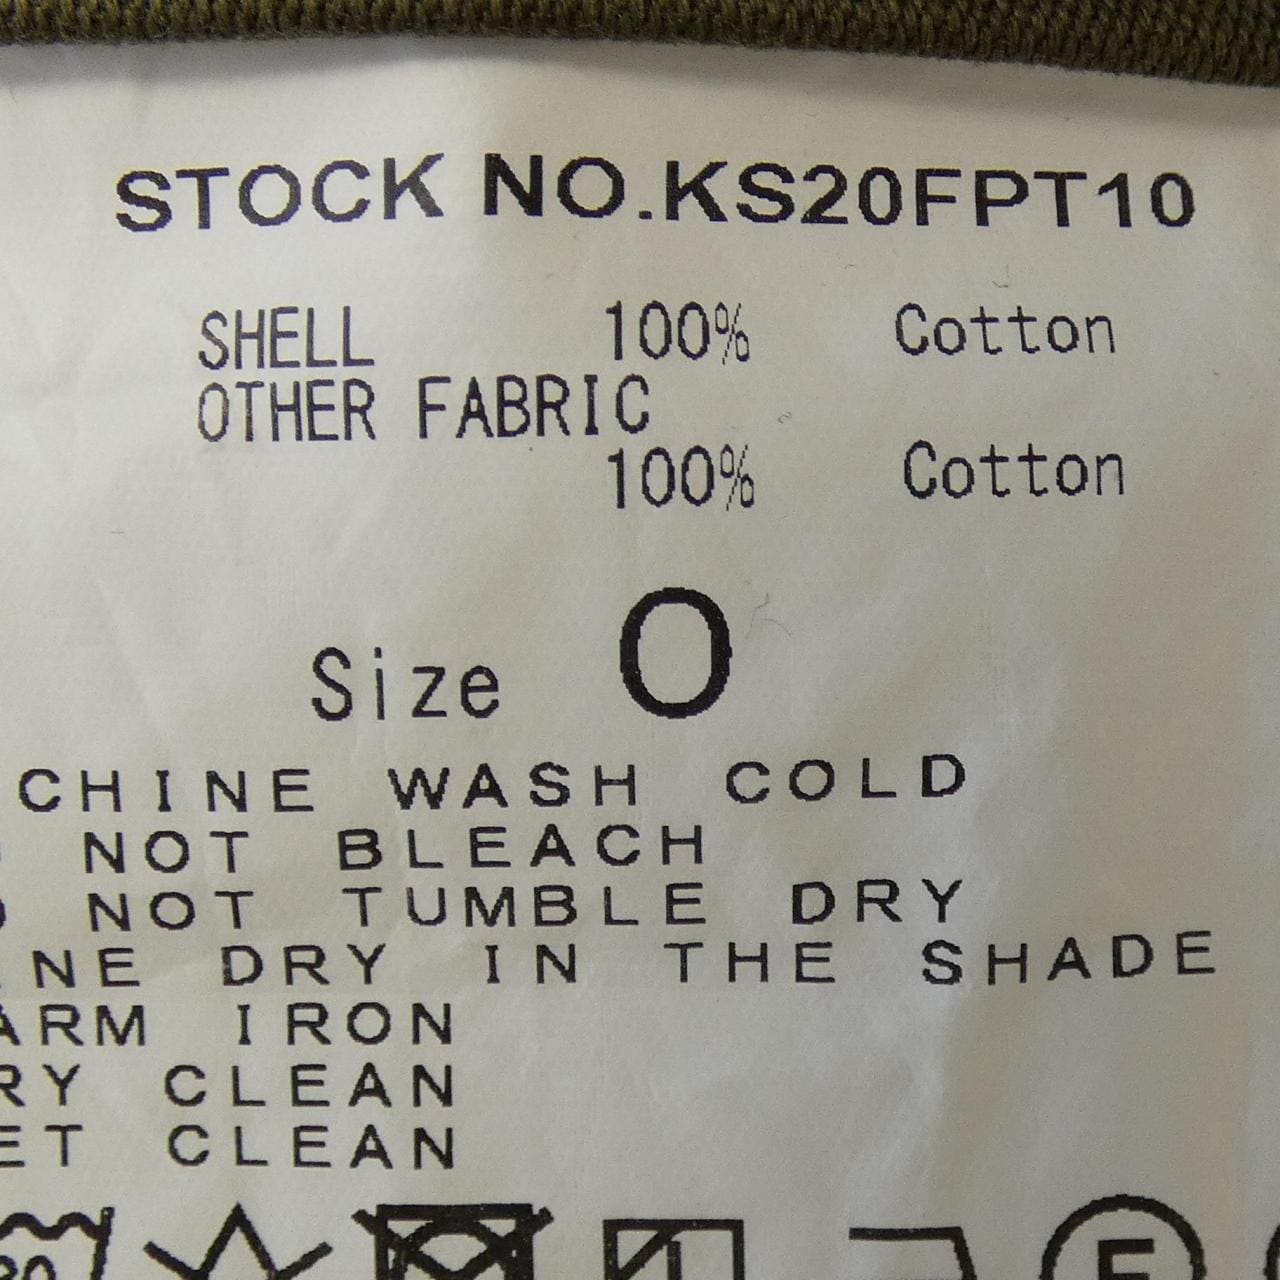 STOCK NO.KS20FPT10
SHELL 100% Cotton
OTHER FABRIC
100% Cotton
Size 0
CHINE WASH COLD
NOT BLEACH
NOT TUMBLE DRY
NE DRY IN THE SHADE
ARM IRON
RY CLEAN
ET CLEAN
F